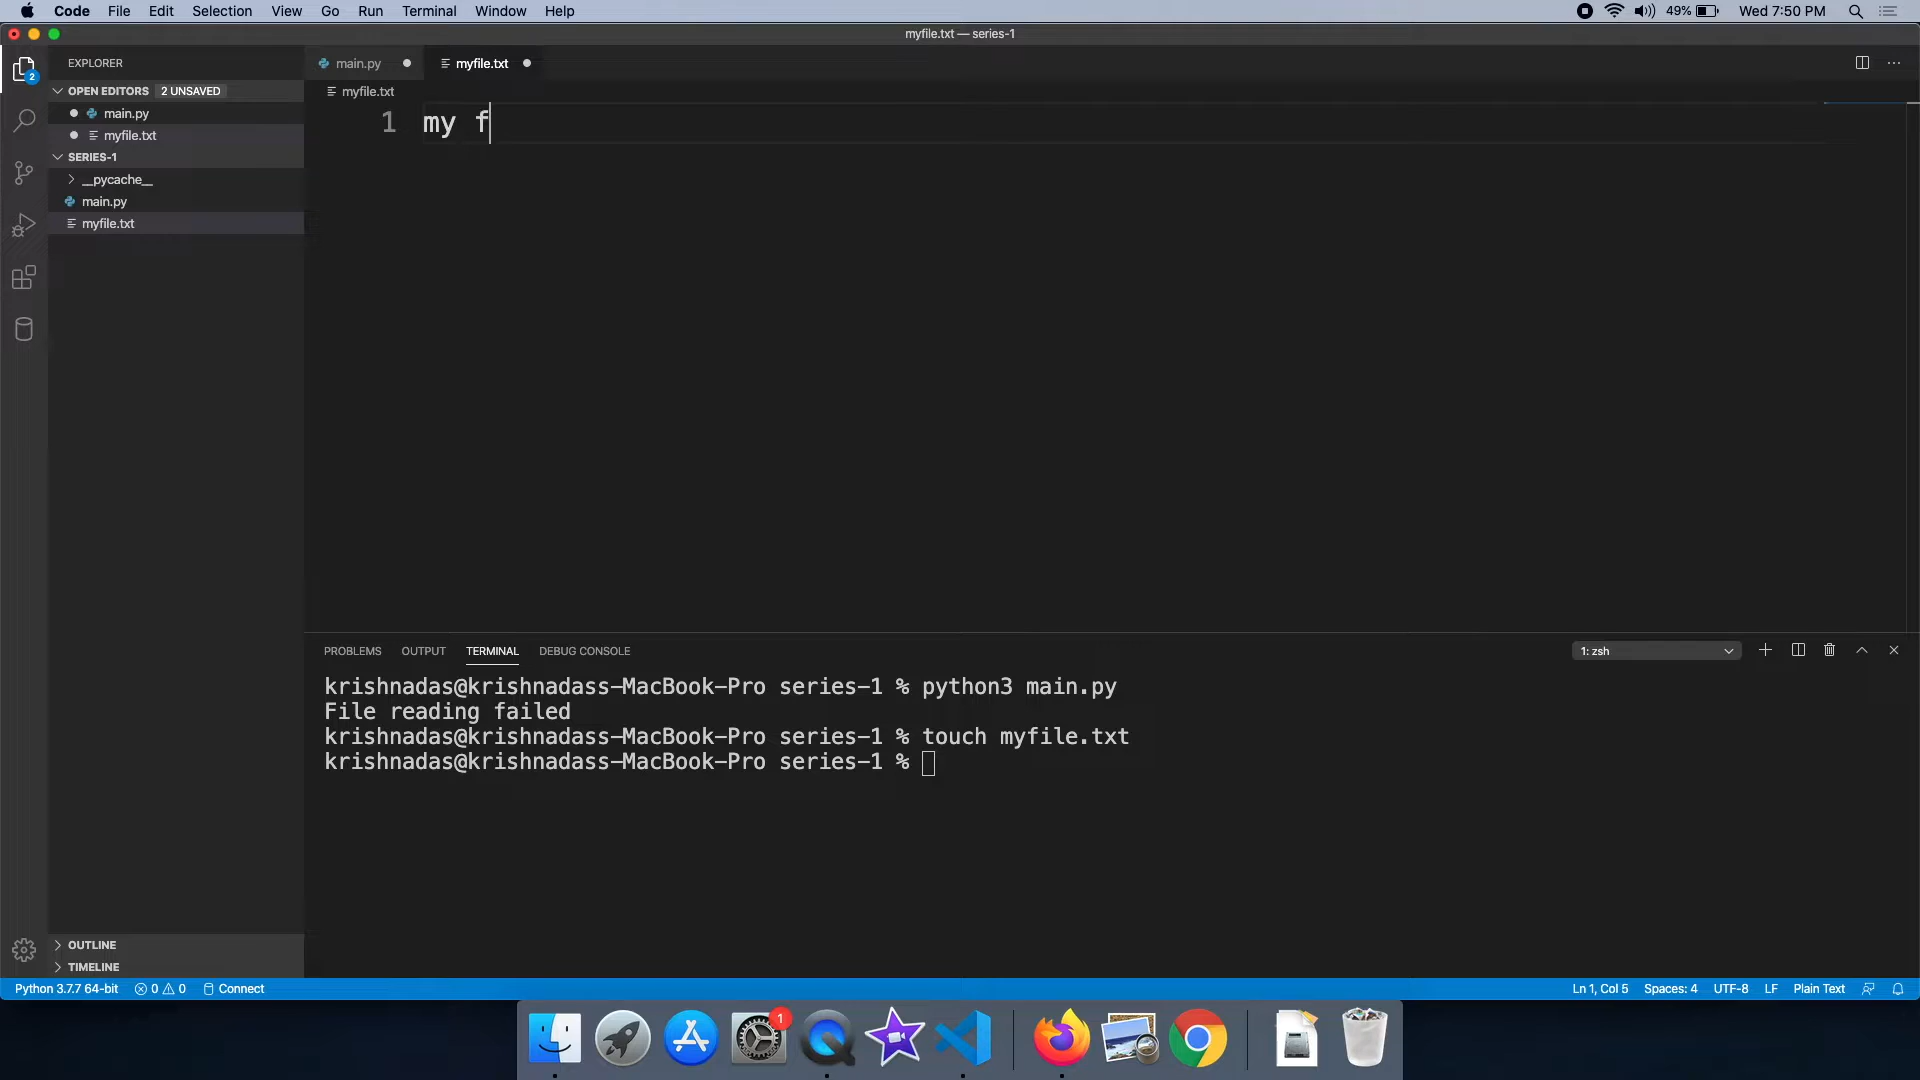 Code File Edit Selection View Go Run Terminal Window Help 49% Wed 7:50 PM
myfile.txt — series-1
EXPLORER
main.py myfile.txt
OPEN EDITORS 2 UNSAVED
myfile.txt
main.py
myfile.txt
SERIES-1
__pycache__
main.py
myfile.txt
1 my f
2
PROBLEMS OUTPUT TERMINAL DEBUG CONSOLE 1: zsh
krishnadas@krishnadass-MacBook-Pro series-1 % python3 main.py
File reading failed
krishnadas@krishnadass-MacBook-Pro series-1 % touch myfile.txt
krishnadas@krishnadass-MacBook-Pro series-1 %
OUTLINE
TIMELINE
Python 3.7.7 64-bit 0 0 Connect Ln 1, Col 5 Spaces: 4 UTF-8 LF Plain Text
1